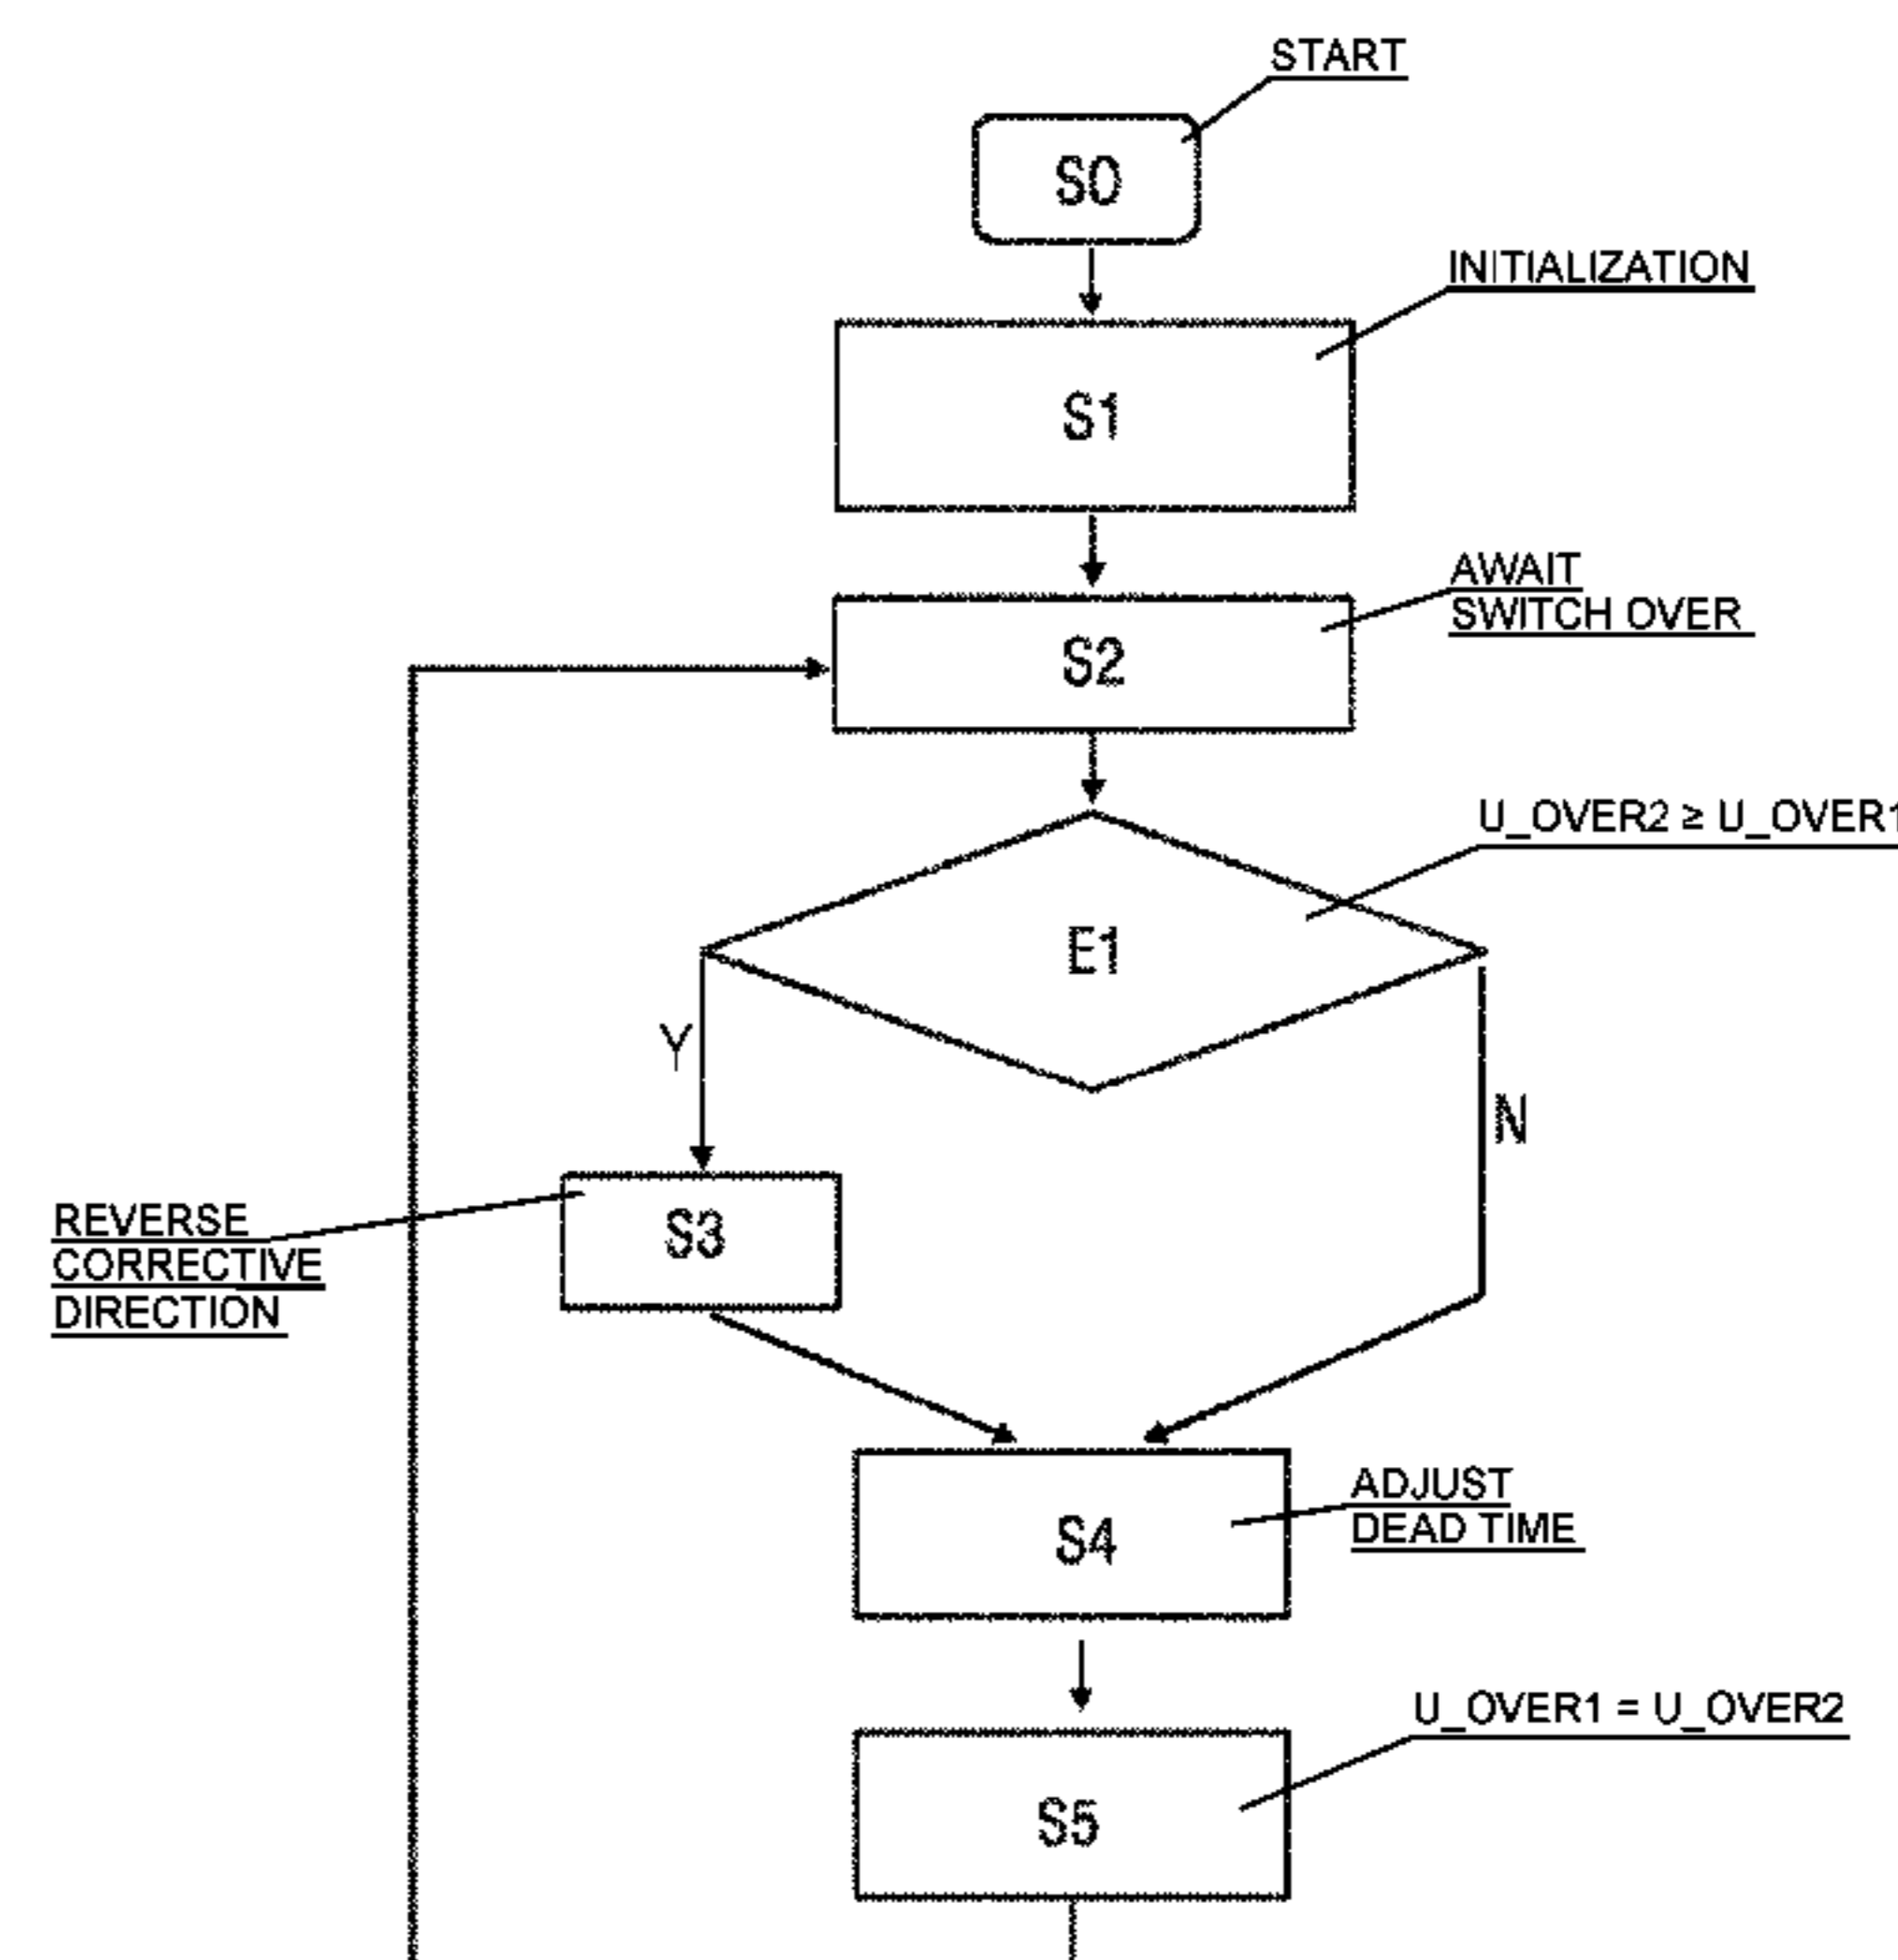 START
S0
INITIALIZATION
S1
AWAIT
SWITCH OVER
S2
U_OVER2 ≥ U_OVER1
E1
Y
N
REVERSE
CORRECTIVE
DIRECTION
S3
ADJUST
DEAD TIME
S4
U_OVER1 = U_OVER2
S5